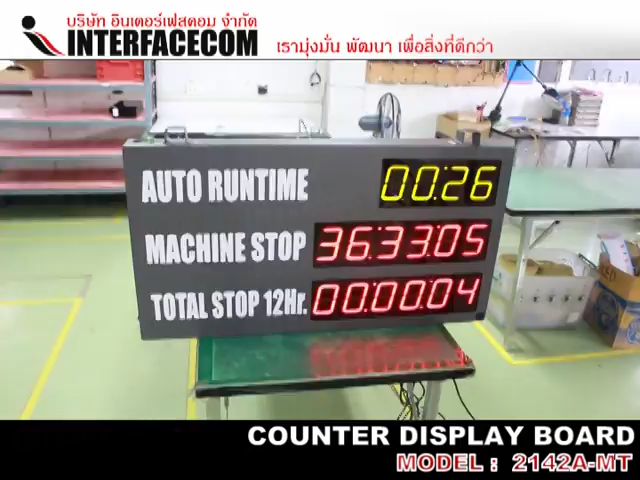 บริษัท อินเตอร์เฟสคอม จำกัด
INTERFACECOM
เรามุ่งมั่น พัฒนา เพื่อสิ่งที่ดีกว่า
AUTO RUNTIME 00:26
MACHINE STOP 36:33:05
TOTAL STOP 12Hr. 00:00:04
COUNTER DISPLAY BOARD
MODEL : 2142A-MT